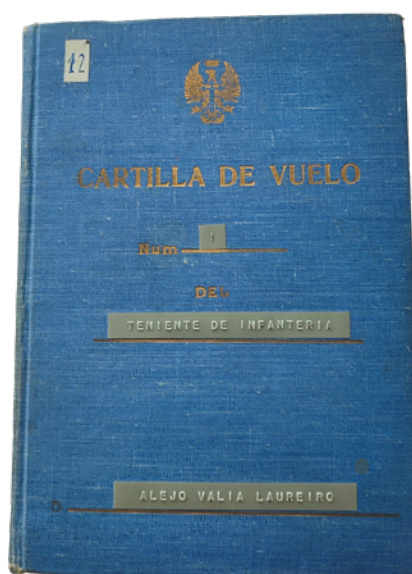 12
CARTILLA DE VUELO
Num 1
DEL
TENIENTE DE INFANTERIA
D
ALEJO VALIA LAUREIRO